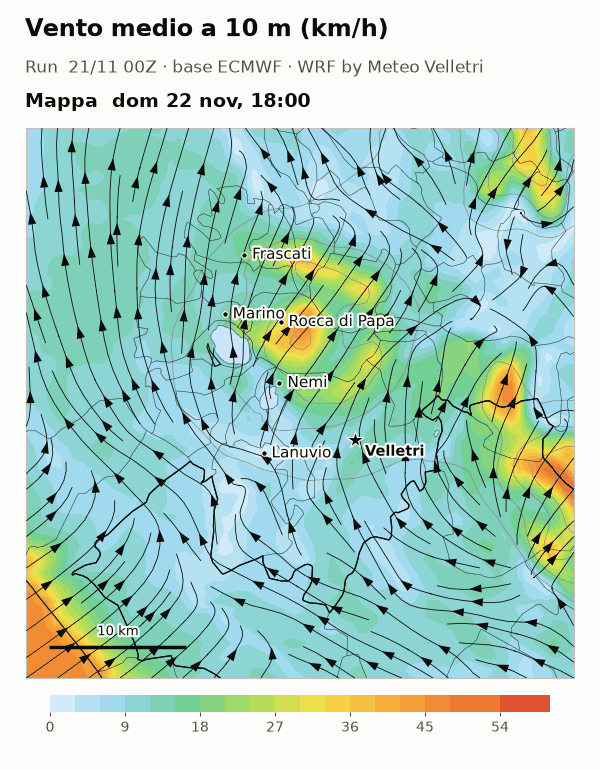 Vento medio a 10 m (km/h)
Run  21/11 00Z · base ECMWF · WRF by Meteo Velletri
Mappa  dom 22 nov, 18:00
Frascati
Marino
Rocca di Papa
Nemi
Velletri
Lanuvio
10 km
0 9 18 27 36 45 54